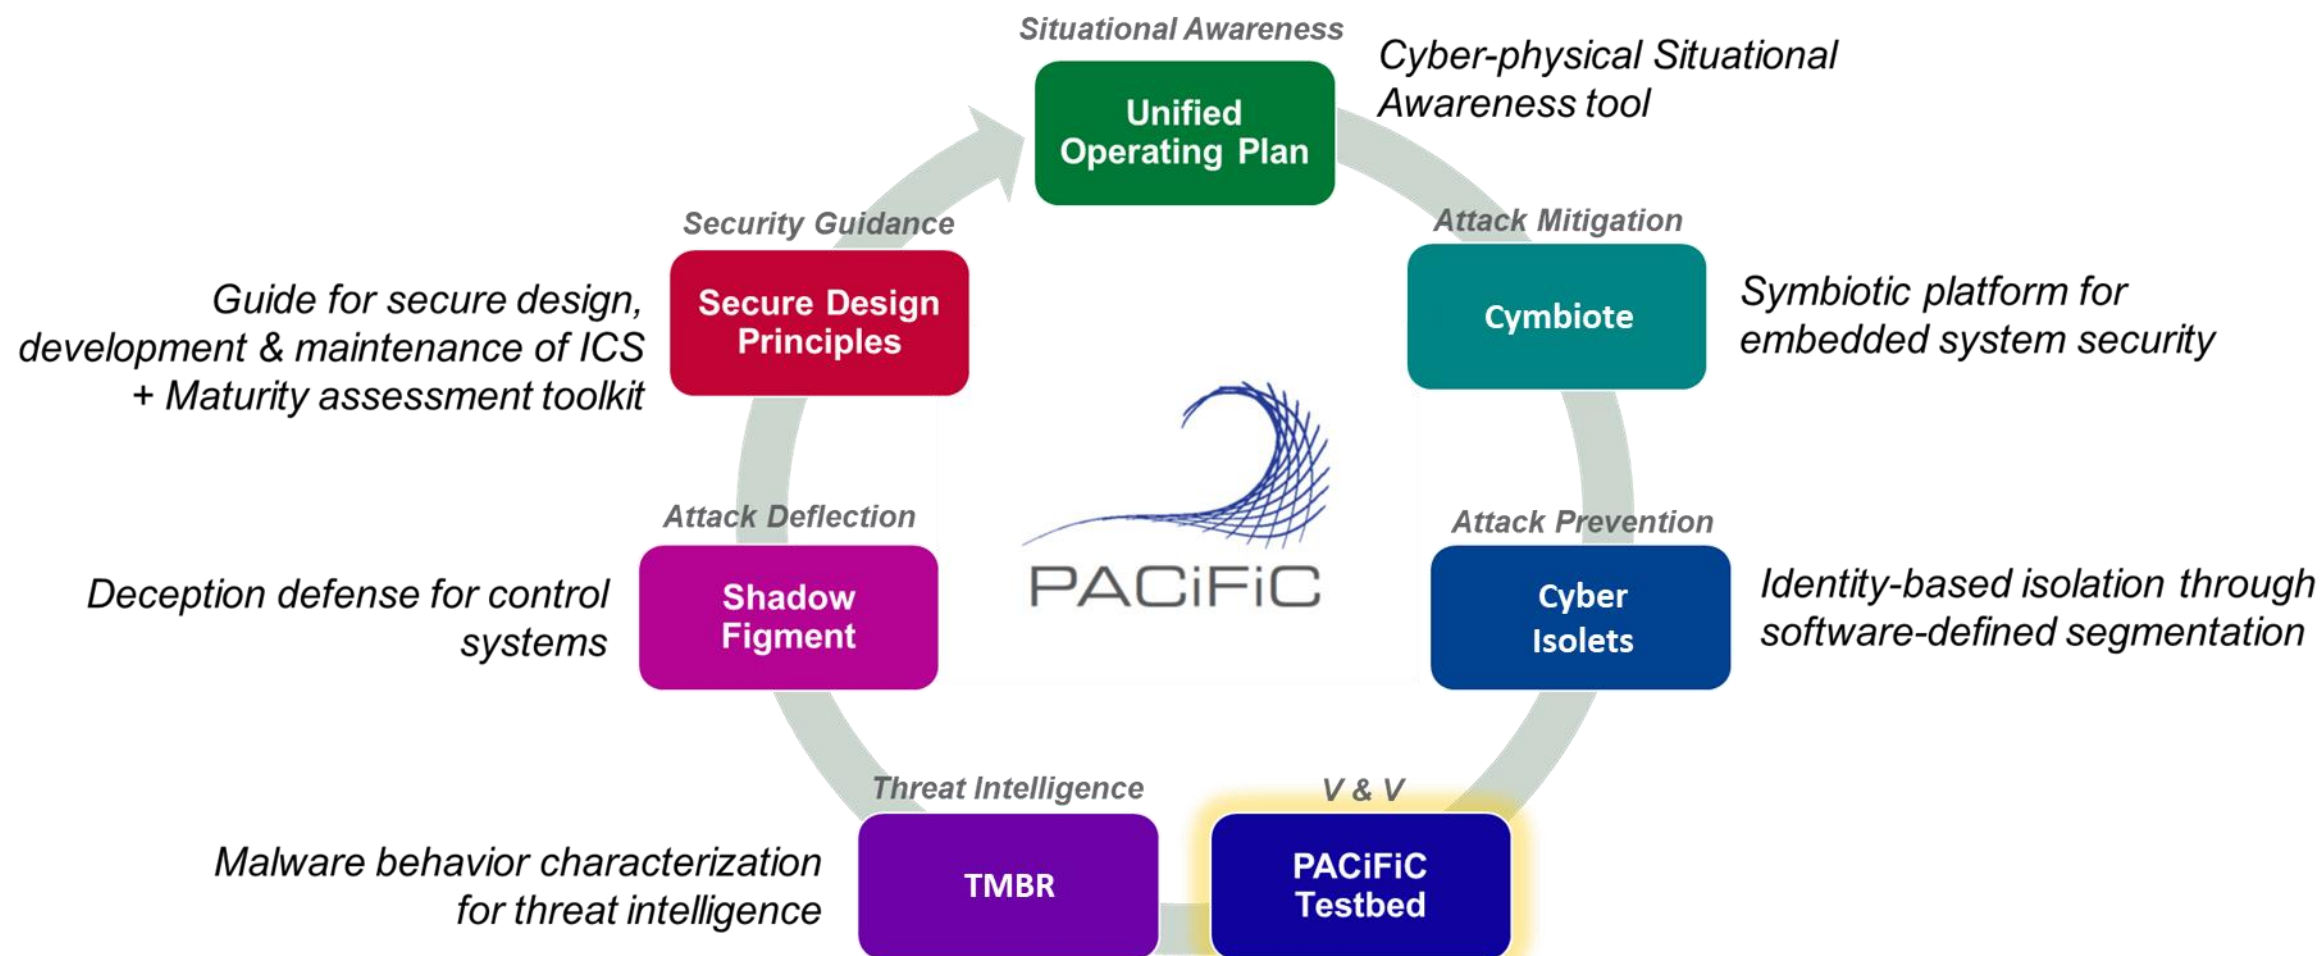 Situational Awareness
Unified
Operating Plan
Cyber-physical Situational
Awareness tool
Attack Mitigation
Cymbiote
Symbiotic platform for
embedded system security
Attack Prevention
Cyber
Isolets
Identity-based isolation through
software-defined segmentation
V & V
PACiFiC
Testbed
Threat Intelligence
TMBR
Malware behavior characterization
for threat intelligence
Attack Deflection
Shadow
Figment
Deception defense for control
systems
Security Guidance
Secure Design
Principles
Guide for secure design,
development & maintenance of ICS
+ Maturity assessment toolkit
PACiFiC